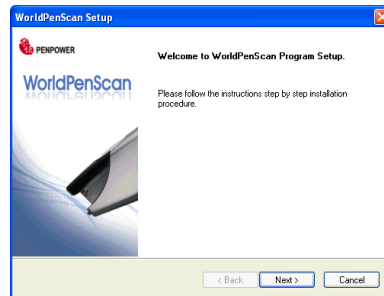 WorldPenScan Setup
PENPOWER
WorldPenScan
Welcome to WorldPenScan Program Setup.
Please follow the instructions step by step installation
procedure.
< Back
Next >
Cancel